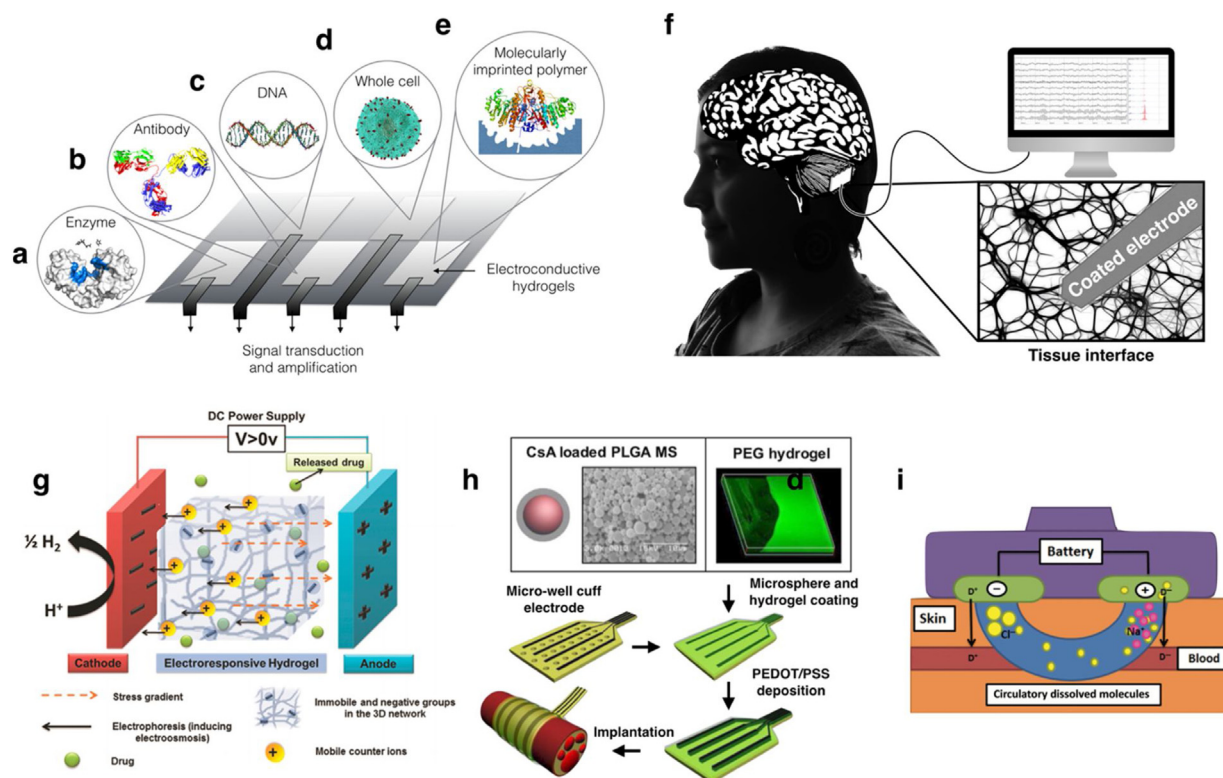 a
Enzyme
b
Antibody
c
DNA
d
Whole cell
e
Molecularly
imprinted polymer
Electroconductive
hydrogels
Signal transduction
and amplification
f
Coated electrode
Tissue interface
g
DC Power Supply
V>0v
Released drug
½ H₂
H⁺
Cathode
Electroresponsive Hydrogel
Anode
Stress gradient
Electrophoresis (inducing
electroosmosis)
Drug
Immobile and negative groups
in the 3D network
Mobile counter ions
h
CsA loaded PLGA MS
PEG hydrogel
d
Micro-well cuff
electrode
Microsphere and
hydrogel coating
PEDOT/PSS
deposition
Implantation
i
Battery
D⁺
−
+
D⁻
Skin
Cl⁻
Na⁺
D⁺
D⁻
Blood
Circulatory dissolved molecules